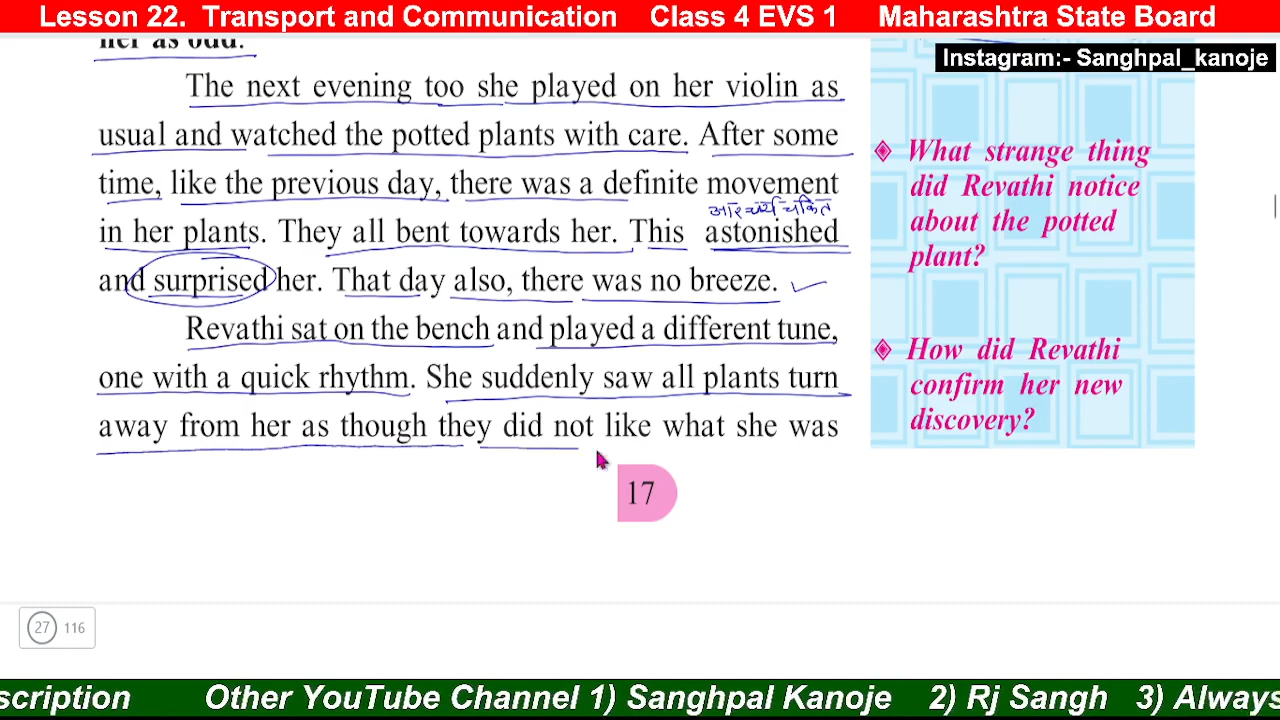 Lesson 22. Transport and Communication Class 4 EVS 1 Maharashtra State Board
Instagram:- Sanghpal_kanoje
her as odd.
The next evening too she played on her violin as
usual and watched the potted plants with care. After some
time, like the previous day, there was a definite movement
आश्चर्यचकित
in her plants. They all bent towards her. This astonished
and surprised her. That day also, there was no breeze.
Revathi sat on the bench and played a different tune,
one with a quick rhythm. She suddenly saw all plants turn
away from her as though they did not like what she was
17
What strange thing
did Revathi notice
about the potted
plant?
How did Revathi
confirm her new
discovery?
27 116
scription Other YouTube Channel 1) Sanghpal Kanoje 2) Rj Sangh 3) Always